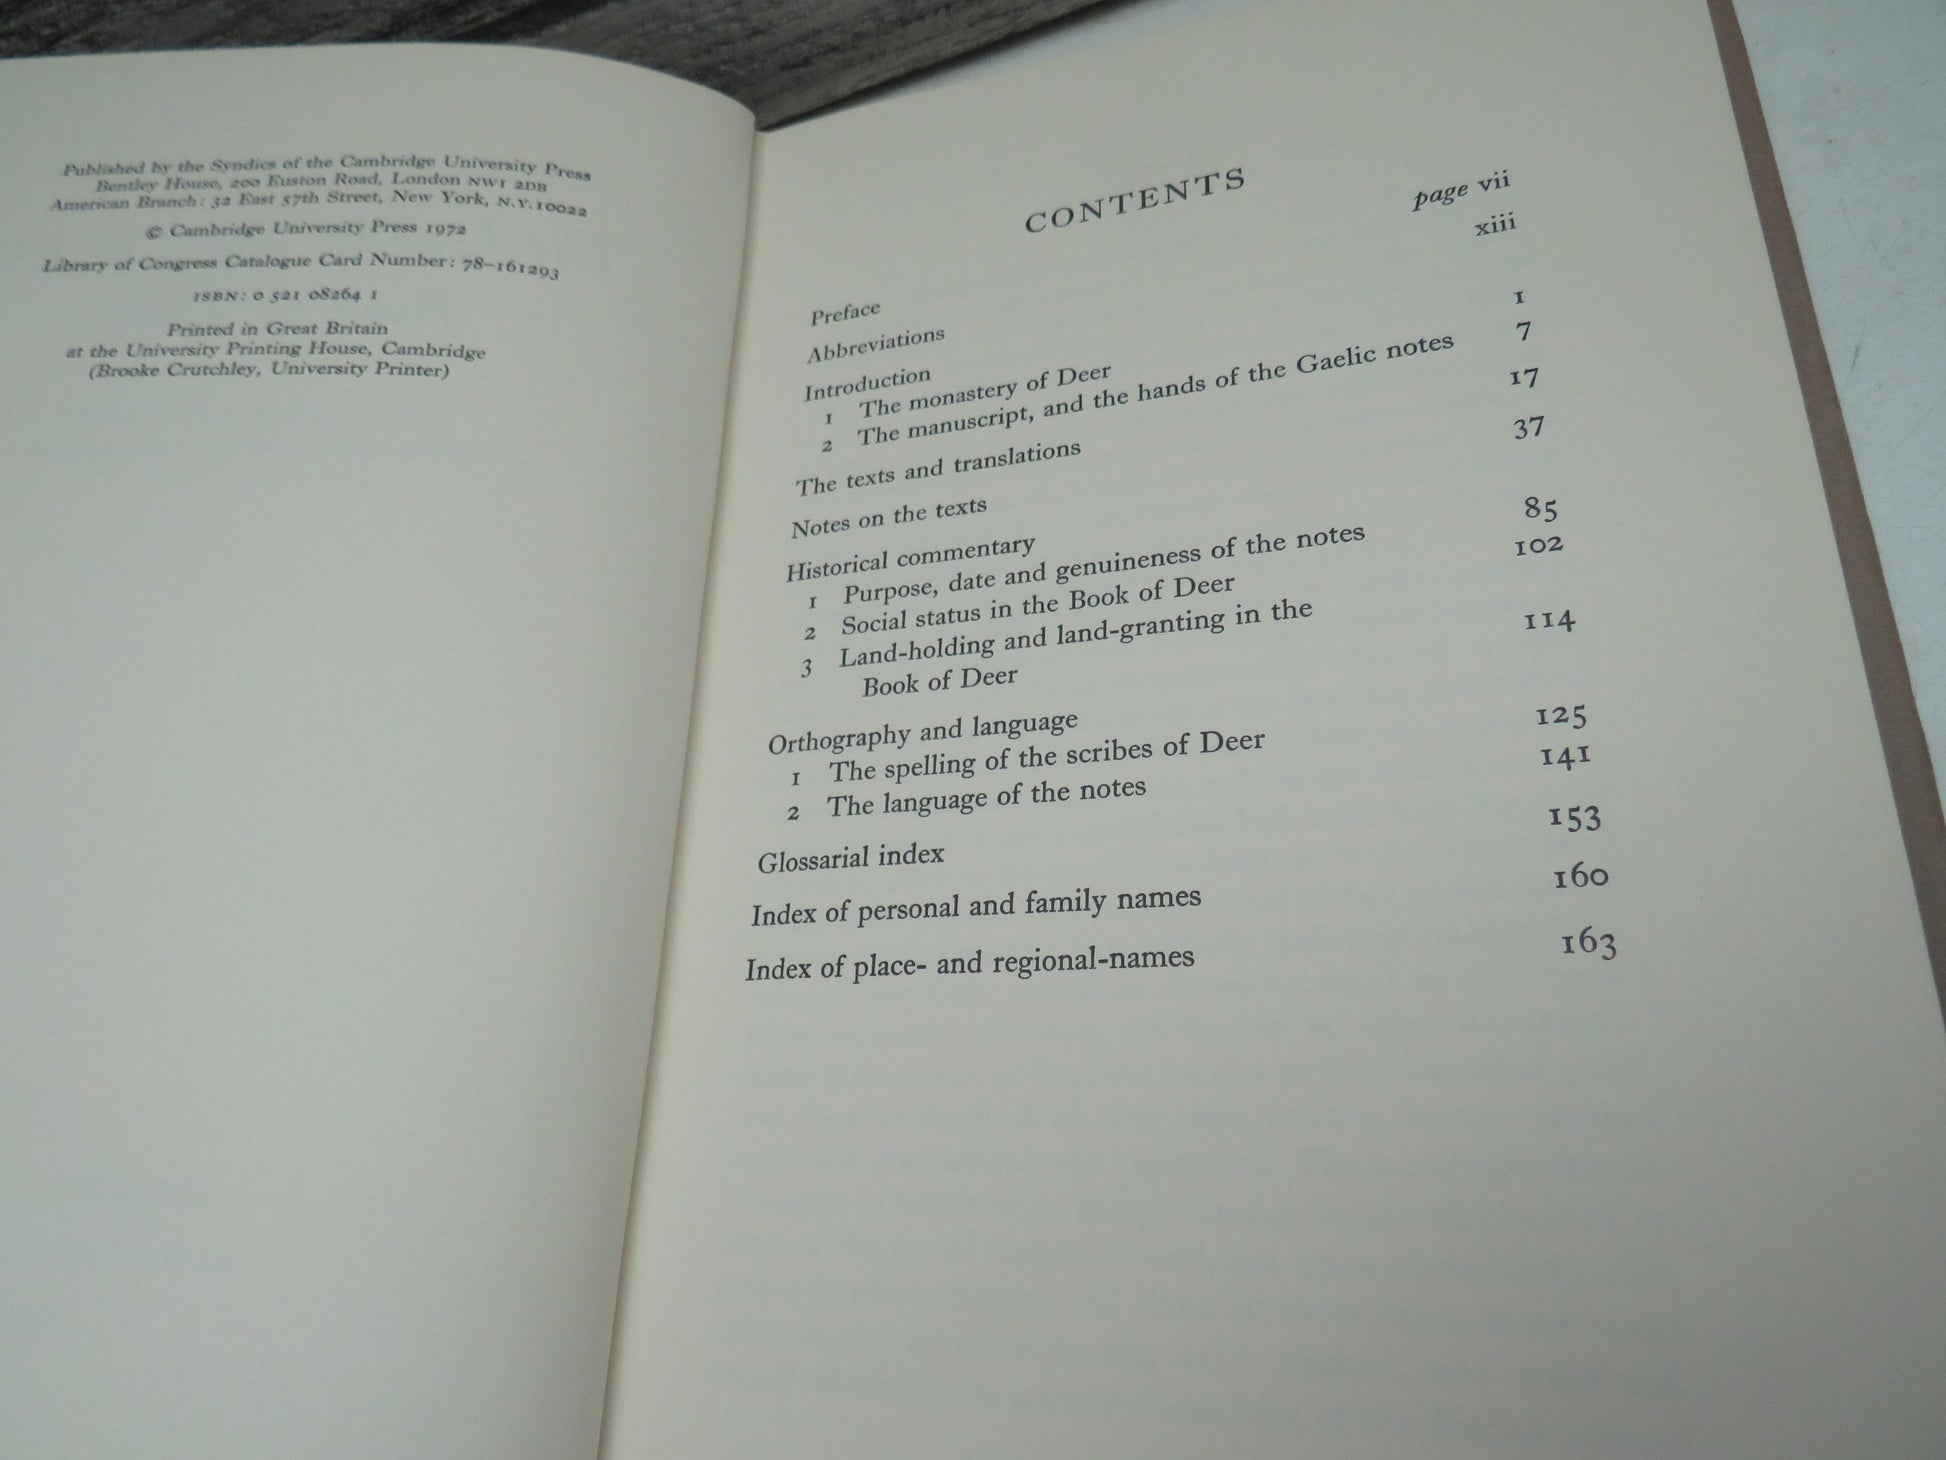 Published by the Syndics of the Cambridge University Press
Bentley House, 200 Euston Road, London NW1 2DB
American Branch: 32 East 57th Street, New York, N.Y.10022
© Cambridge University Press 1972
Library of Congress Catalogue Card Number: 78–161293
ISBN: 0 521 08264 1
Printed in Great Britain
at the University Printing House, Cambridge
(Brooke Crutchley, University Printer)
CONTENTS
Preface page vii
Abbreviations xiii
Introduction
1 The monastery of Deer 1
2 The manuscript, and the hands of the Gaelic notes 7
The texts and translations 17
Notes on the texts 37
Historical commentary
1 Purpose, date and genuineness of the notes 85
2 Social status in the Book of Deer 102
3 Land-holding and land-granting in the
Book of Deer 114
Orthography and language
1 The spelling of the scribes of Deer 125
2 The language of the notes 141
Glossarial index 153
Index of personal and family names 160
Index of place- and regional-names 163